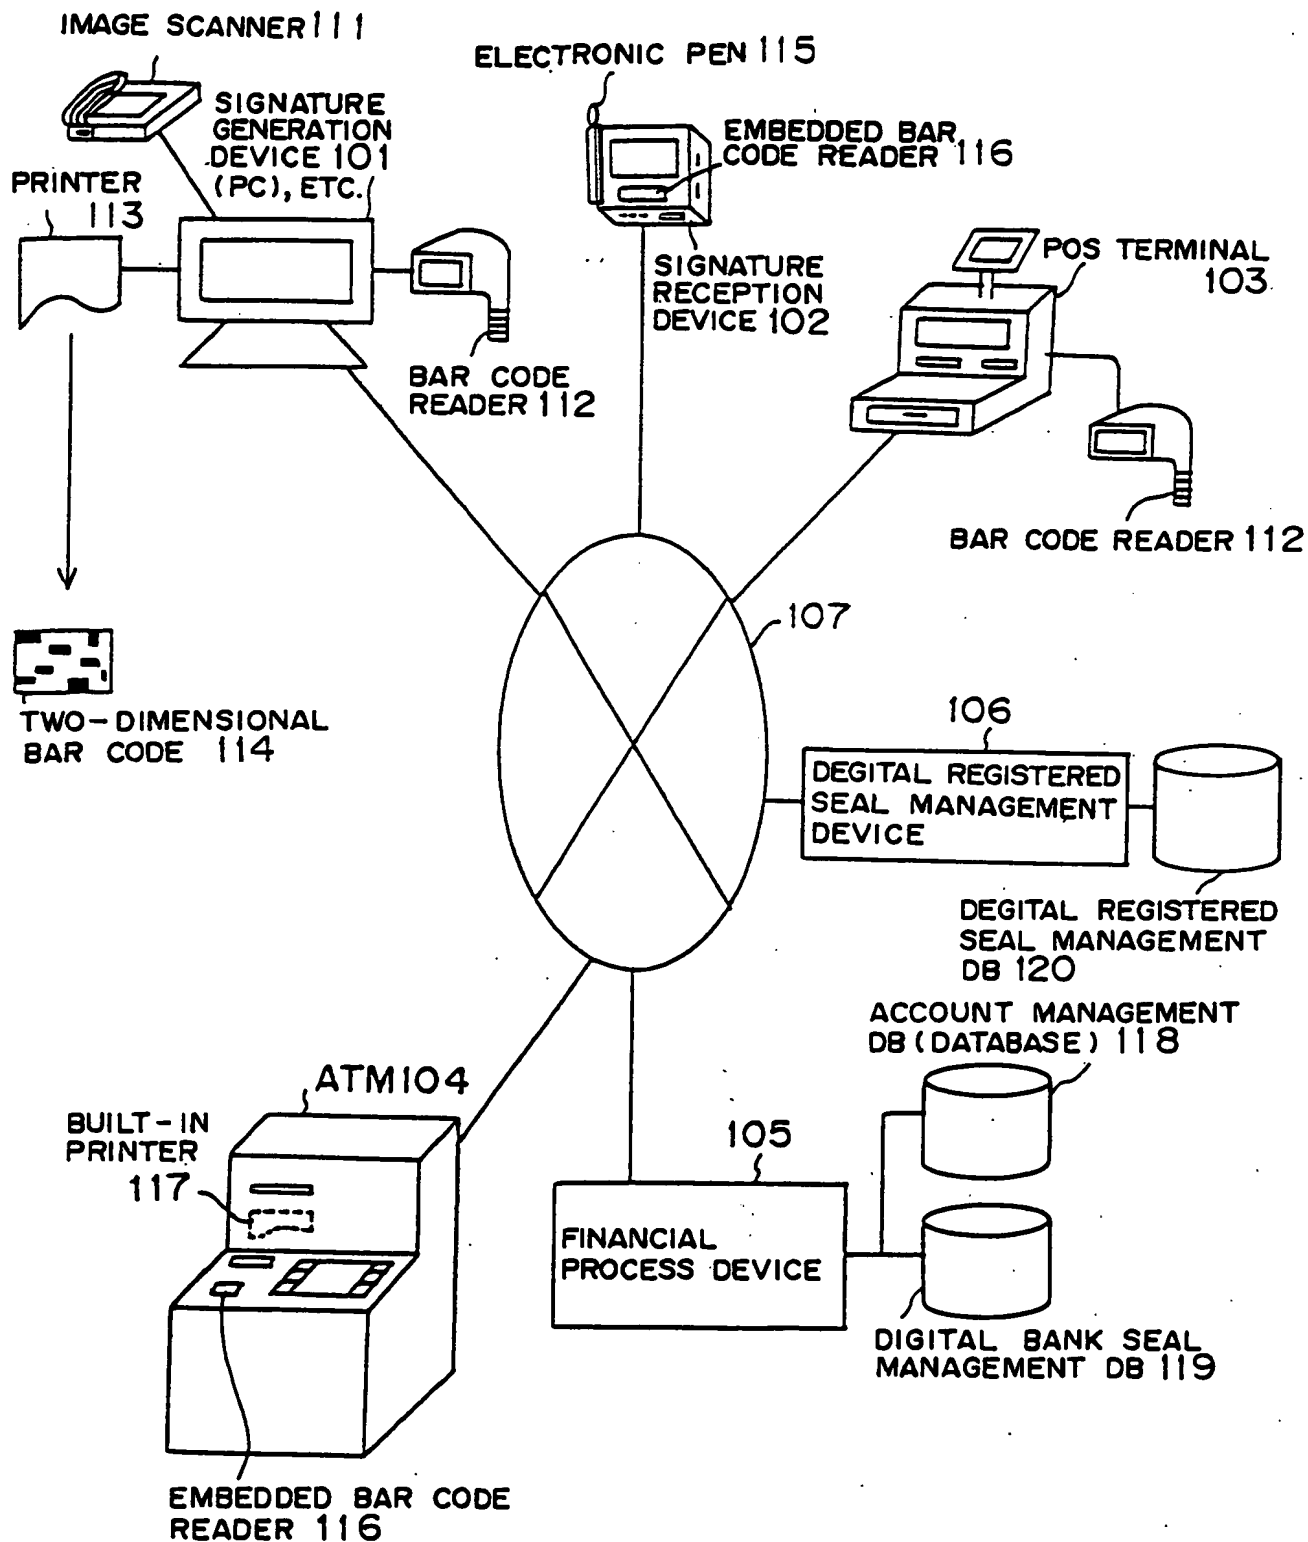 IMAGE SCANNER 111
ELECTRONIC PEN 115
SIGNATURE
GENERATION
DEVICE 101
(PC), ETC.
EMBEDDED BAR
CODE READER 116
PRINTER
113
SIGNATURE
RECEPTION
DEVICE 102
POS TERMINAL
103
BAR CODE
READER 112
BAR CODE READER 112
107
TWO-DIMENSIONAL
BAR CODE 114
106
DEGITAL REGISTERED
SEAL MANAGEMENT
DEVICE
DEGITAL REGISTERED
SEAL MANAGEMENT
DB 120
ACCOUNT MANAGEMENT
DB (DATABASE) 118
ATM 104
BUILT-IN
PRINTER
117
105
FINANCIAL
PROCESS DEVICE
DIGITAL BANK SEAL
MANAGEMENT DB 119
EMBEDDED BAR CODE
READER 116